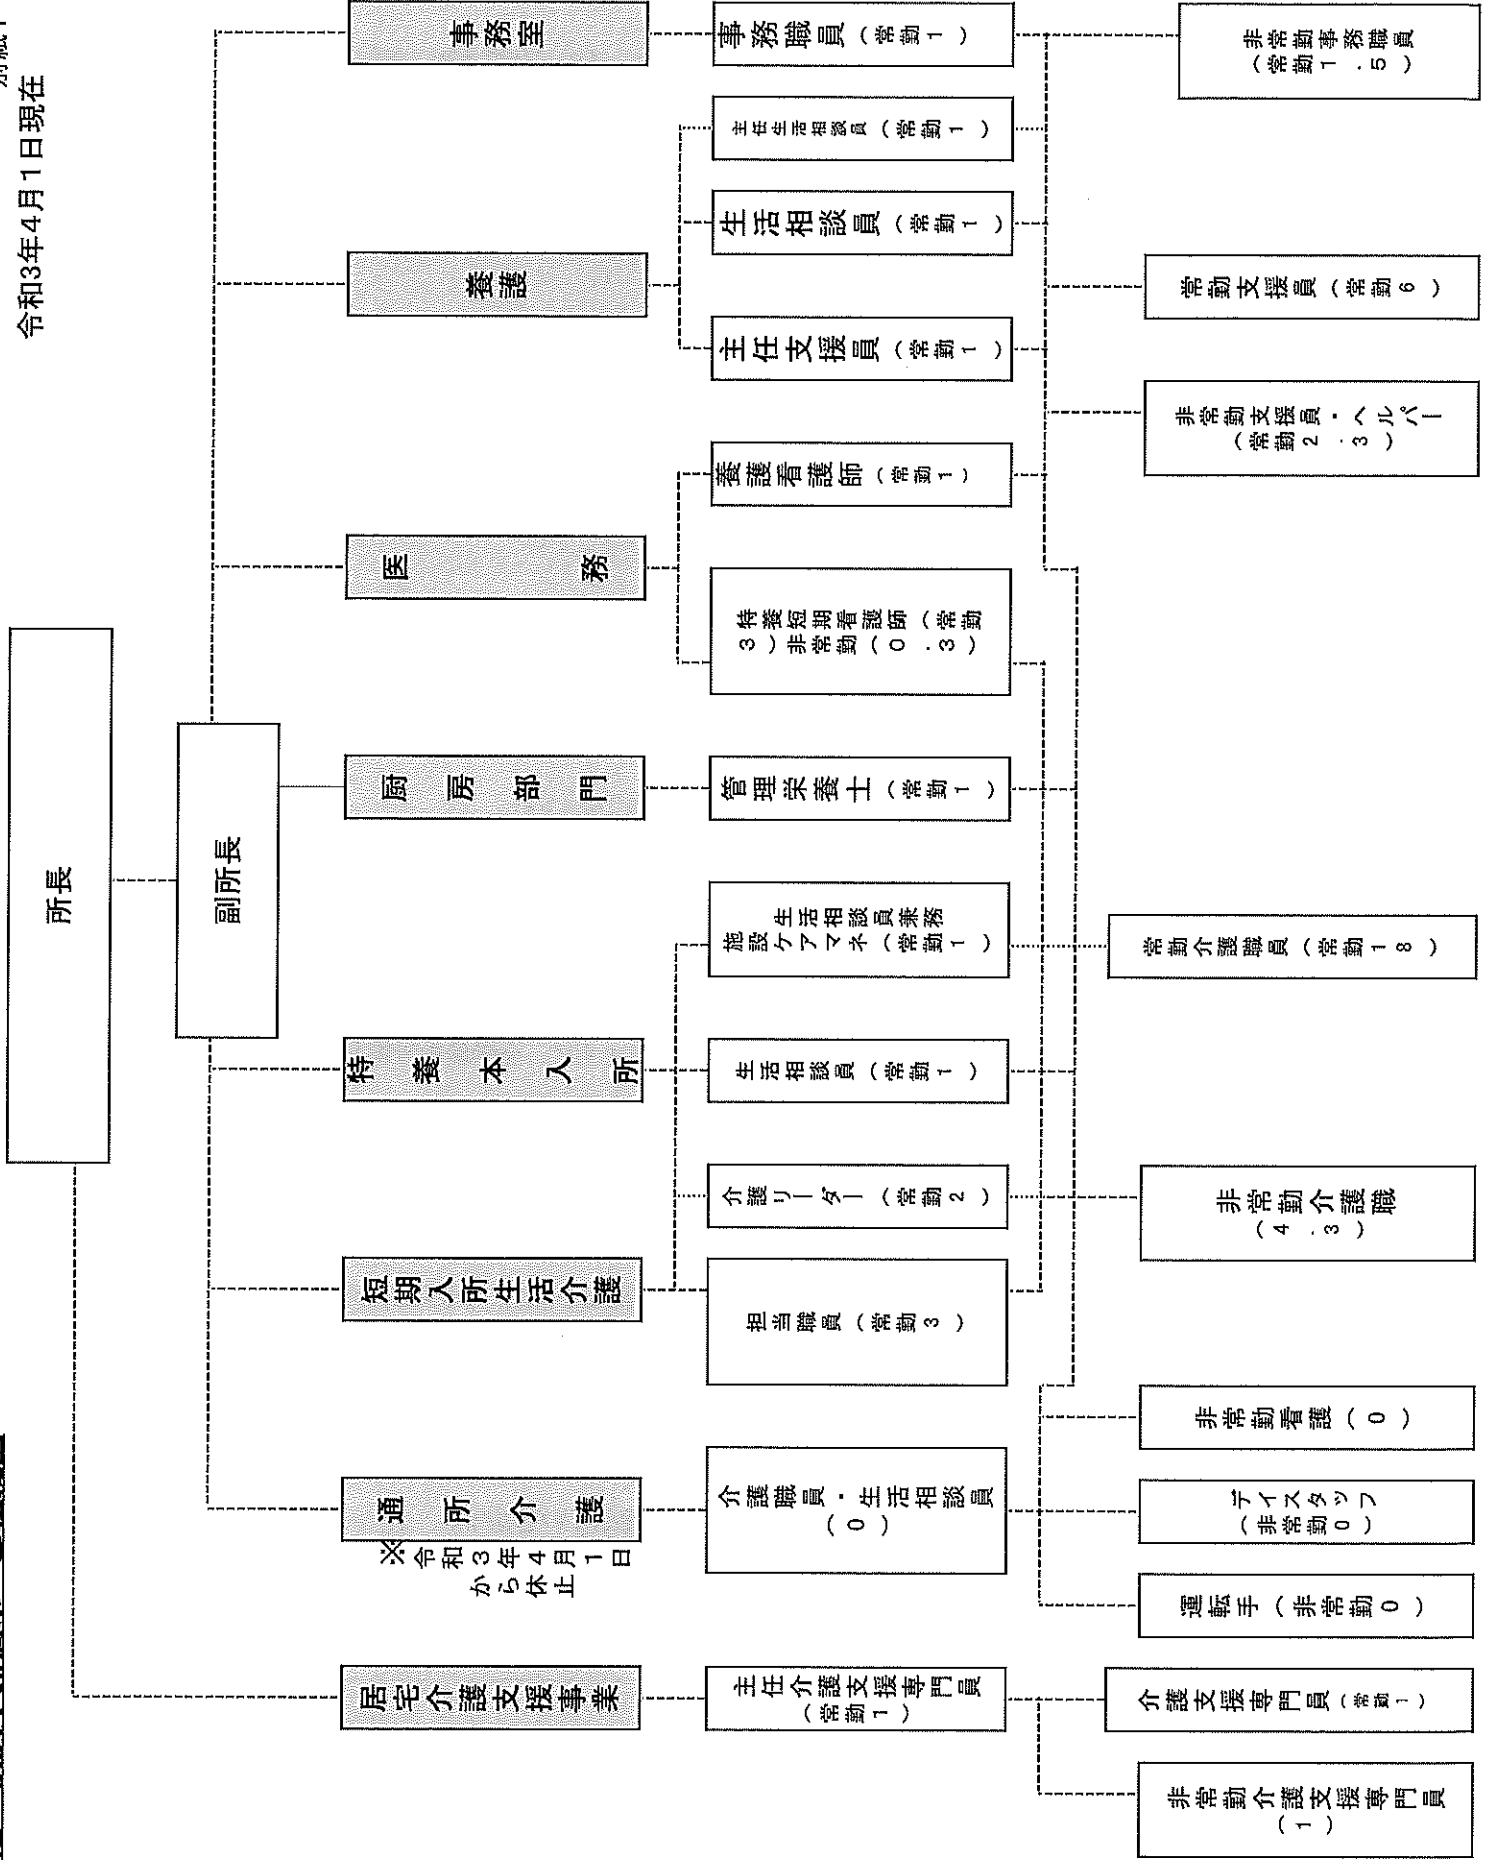 令和3年4月1日現在
所長
副所長
居宅介護支援事業
通所介護
※令和3年4月1日
から休止
短期入所生活介護
特養本入所
厨房部門
医務
養護
事務室
主任介護支援専門員
（常勤1）
介護職員・生活相談員
（0）
担当職員（常勤3）
介護リーダー（常勤2）
生活相談員（常勤1）
生活相談員兼務
施設ケアマネ（常勤1）
管理栄養士（常勤1）
特養短期看護師（常勤
3）非常勤（0.3）
養護看護師（常勤1）
主任支援員（常勤1）
生活相談員（常勤1）
主任生活相談員（常勤1）
事務職員（常勤1）
非常勤介護支援専門員
（1）
介護支援専門員（常勤1）
運転手（非常勤0）
デイスタッフ
（非常勤0）
非常勤看護（0）
非常勤介護職
（4.3）
常勤介護職員（常勤18）
非常勤支援員・ヘルパー
（常勤2.3）
常勤支援員（常勤6）
非常勤事務職員
（常勤1.5）